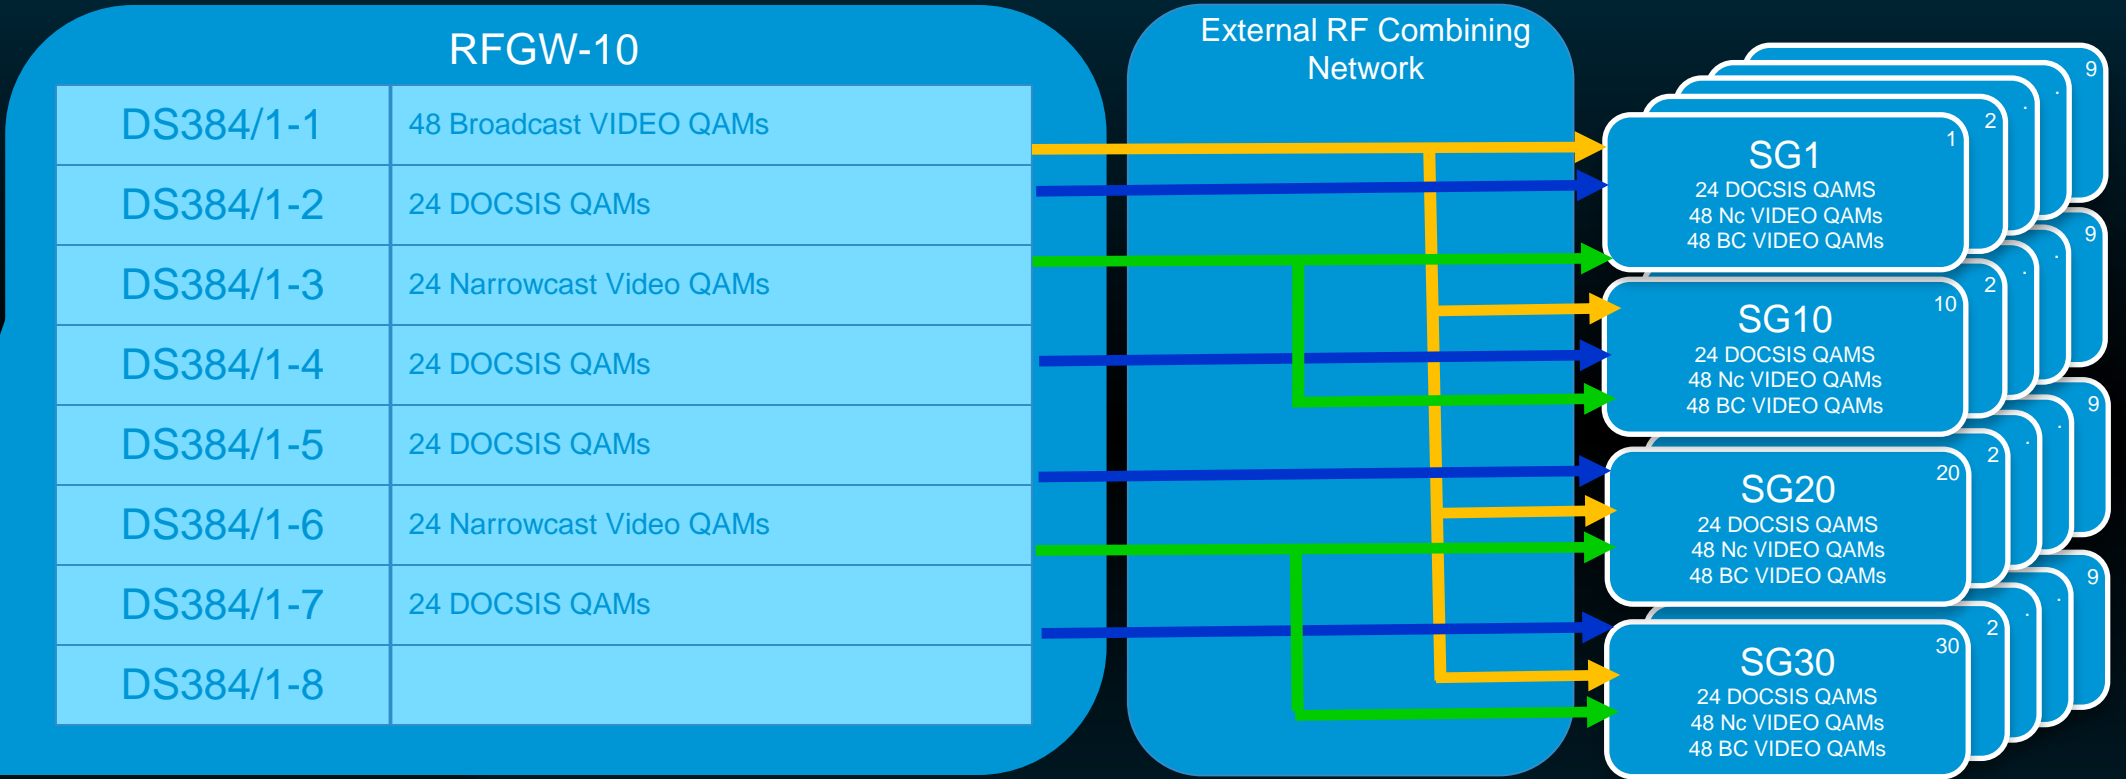 RFGW-10
DS384/1-1 48 Broadcast VIDEO QAMs
DS384/1-2 24 DOCSIS QAMs
DS384/1-3 24 Narrowcast Video QAMs
DS384/1-4 24 DOCSIS QAMs
DS384/1-5 24 DOCSIS QAMs
DS384/1-6 24 Narrowcast Video QAMs
DS384/1-7 24 DOCSIS QAMs
DS384/1-8
External RF Combining
Network
9
.
.
2
1
SG1
24 DOCSIS QAMS
48 Nc VIDEO QAMs
48 BC VIDEO QAMs
9
.
.
2
10
SG10
24 DOCSIS QAMS
48 Nc VIDEO QAMs
48 BC VIDEO QAMs
9
.
.
2
20
SG20
24 DOCSIS QAMS
48 Nc VIDEO QAMs
48 BC VIDEO QAMs
9
.
.
2
30
SG30
24 DOCSIS QAMS
48 Nc VIDEO QAMs
48 BC VIDEO QAMs